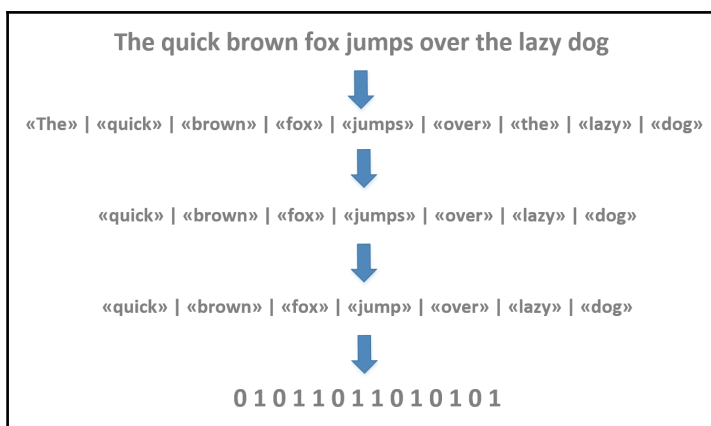 The quick brown fox jumps over the lazy dog
«The» | «quick» | «brown» | «fox» | «jumps» | «over» | «the» | «lazy» | «dog»
«quick» | «brown» | «fox» | «jumps» | «over» | «lazy» | «dog»
«quick» | «brown» | «fox» | «jump» | «over» | «lazy» | «dog»
0 1 0 1 1 0 1 1 0 1 0 1 0 1